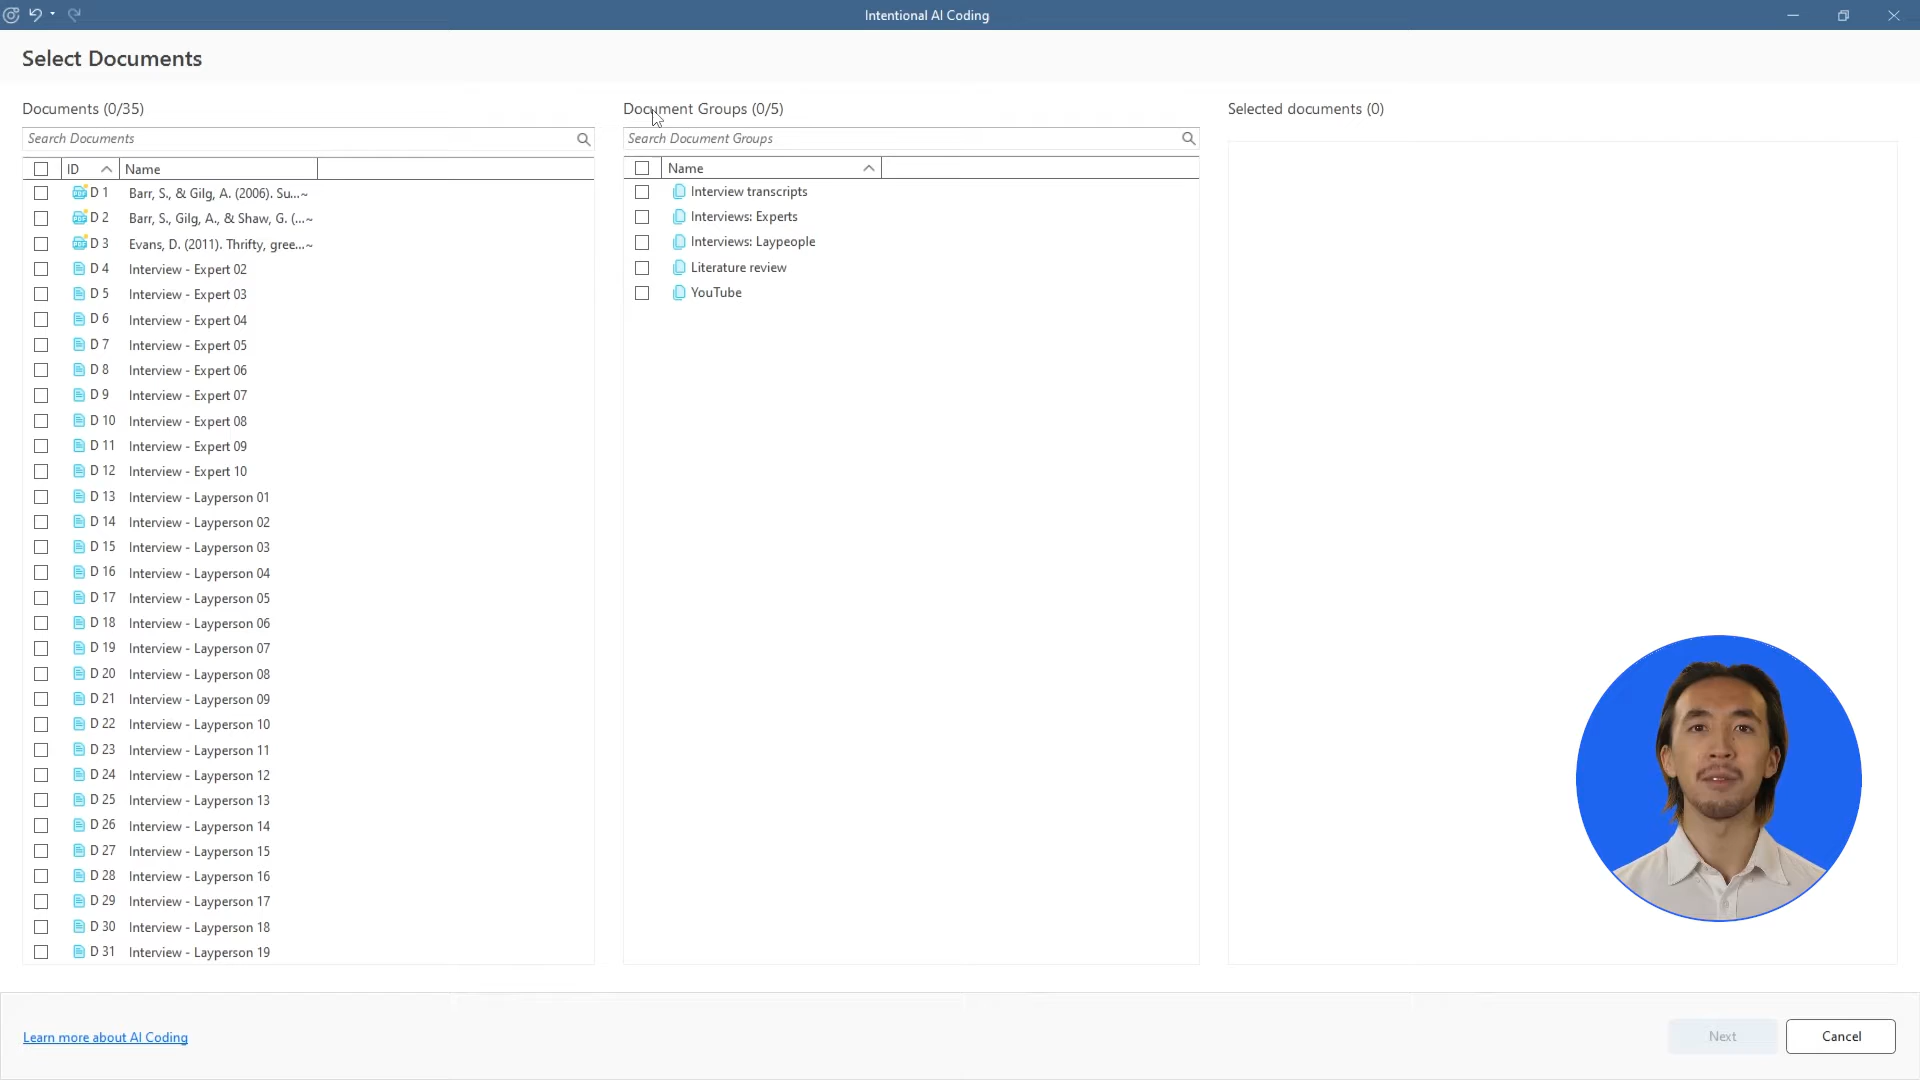 Intentional AI Coding
Select Documents
Documents (0/35)
Search Documents
ID Name
D 1 Barr, S., & Gilg, A. (2006). Su...~
D 2 Barr, S., Gilg, A., & Shaw, G. (...~
D 3 Evans, D. (2011). Thrifty, gree...~
D 4 Interview - Expert 02
D 5 Interview - Expert 03
D 6 Interview - Expert 04
D 7 Interview - Expert 05
D 8 Interview - Expert 06
D 9 Interview - Expert 07
D 10 Interview - Expert 08
D 11 Interview - Expert 09
D 12 Interview - Expert 10
D 13 Interview - Layperson 01
D 14 Interview - Layperson 02
D 15 Interview - Layperson 03
D 16 Interview - Layperson 04
D 17 Interview - Layperson 05
D 18 Interview - Layperson 06
D 19 Interview - Layperson 07
D 20 Interview - Layperson 08
D 21 Interview - Layperson 09
D 22 Interview - Layperson 10
D 23 Interview - Layperson 11
D 24 Interview - Layperson 12
D 25 Interview - Layperson 13
D 26 Interview - Layperson 14
D 27 Interview - Layperson 15
D 28 Interview - Layperson 16
D 29 Interview - Layperson 17
D 30 Interview - Layperson 18
D 31 Interview - Layperson 19
Document Groups (0/5)
Search Document Groups
Name
Interview transcripts
Interviews: Experts
Interviews: Laypeople
Literature review
YouTube
Selected documents (0)
Learn more about AI Coding
Next
Cancel